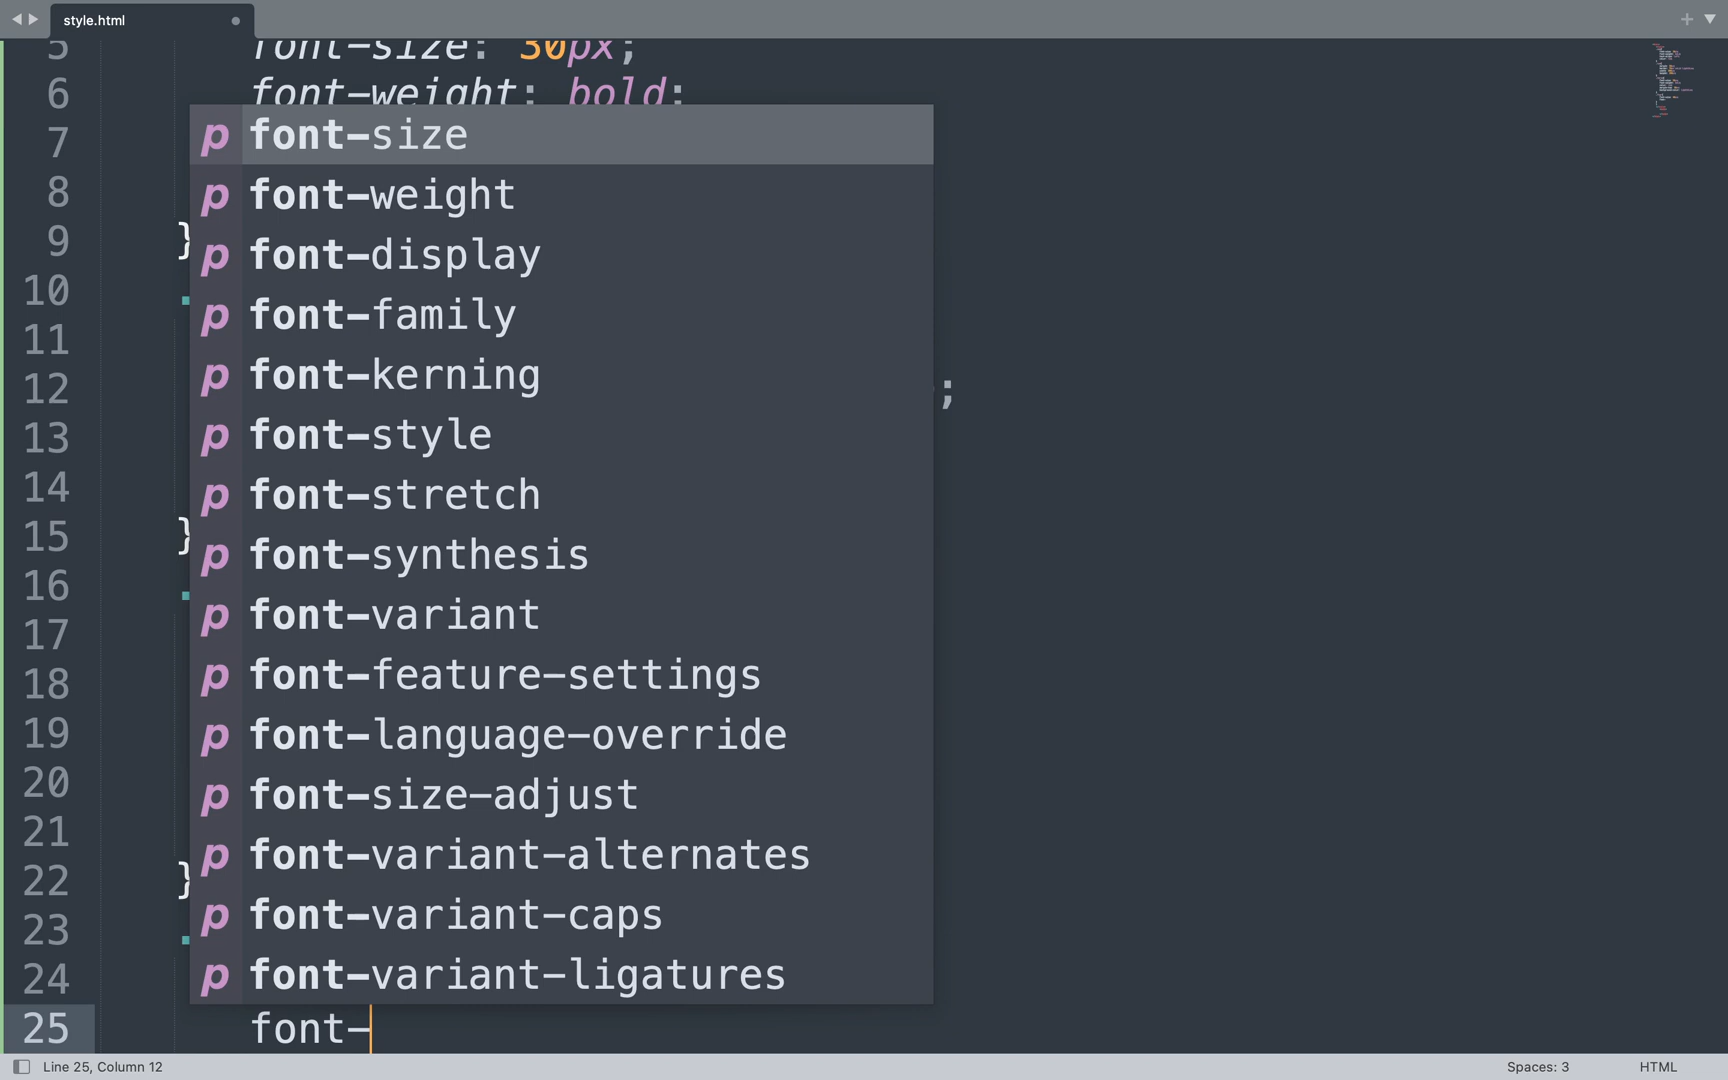 style.html
5 font-size: 30px;
6 font-weight: bold;
p font-size
7
p font-weight
8
9 }
p font-display
10 .
p font-family
11
p font-kerning
12 ;
13
p font-style
14
p font-stretch
15 }
p font-synthesis
16 .
17
p font-variant
18
p font-feature-settings
19
p font-language-override
20
p font-size-adjust
21
22 }
p font-variant-alternates
23 .
p font-variant-caps
24
p font-variant-ligatures
25 font-
Line 25, Column 12
Spaces: 3
HTML